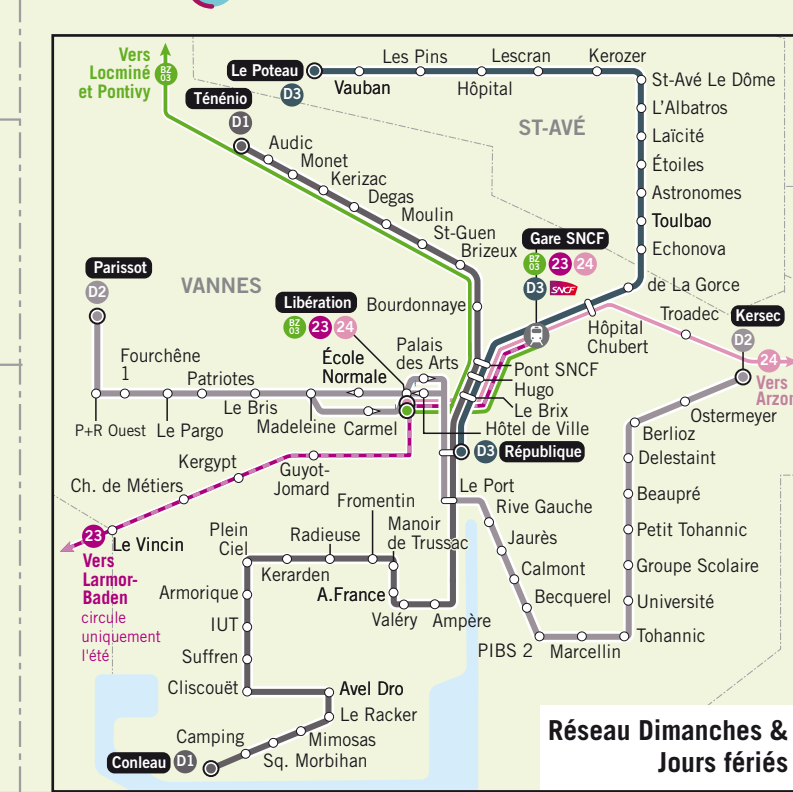 Vers
Locminé
et Pontivy
BZ
03
Le Poteau
D3
Vauban
Les Pins
Hôpital
Lescran
Kerozer
St-Avé Le Dôme
L'Albatros
Laïcité
Étoiles
Astronomes
Toulbao
Echonova
de La Gorce
ST-AVÉ
Ténénio
D1
Audic
Monet
Kerizac
Degas
Moulin
St-Guen
Brizeux
Bourdonnaye
Gare SNCF
BZ
03
23
24
D3
SNCF
Hôpital
Chubert
Troadec
Kersec
D2
24
Vers
Arzon
Parissot
D2
VANNES
Libération
BZ
03
23
24
École
Normale
Palais
des Arts
Pont SNCF
Hugo
Le Brix
Hôtel de Ville
D3
République
Fourchêne
1
P+R Ouest
Le Pargo
Patriotes
Le Bris
Madeleine
Carmel
Guyot-
Jomard
Kergypt
Ch. de Métiers
Le Vincin
23
Vers
Larmor-
Baden
circule
uniquement
l'été
Ostermeyer
Berlioz
Delestaint
Beaupré
Petit Tohannic
Groupe Scolaire
Université
Tohannic
Marcellin
PIBS 2
Becquerel
Calmont
Jaurès
Rive Gauche
Le Port
Fromentin
Manoir
de Trussac
Radieuse
Plein
Ciel
Kerarden
A.France
Valéry
Ampère
Armorique
IUT
Suffren
Cliscouët
Avel Dro
Le Racker
Mimosas
Sq. Morbihan
Camping
Conleau
D1
Réseau Dimanches &
Jours fériés